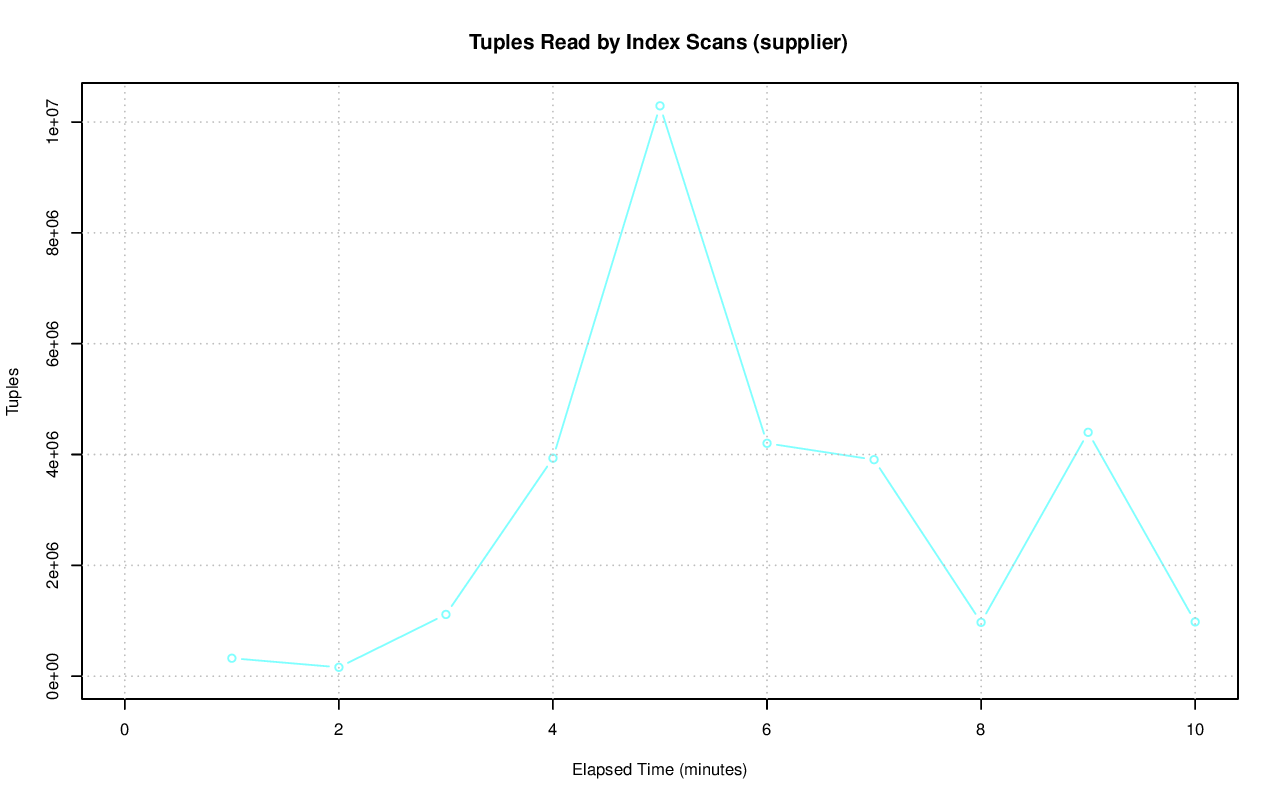 Tuples Read by Index Scans (supplier)
Tuples
1e+07
8e+06
6e+06
4e+06
2e+06
0e+00
0 2 4 6 8 10
Elapsed Time (minutes)